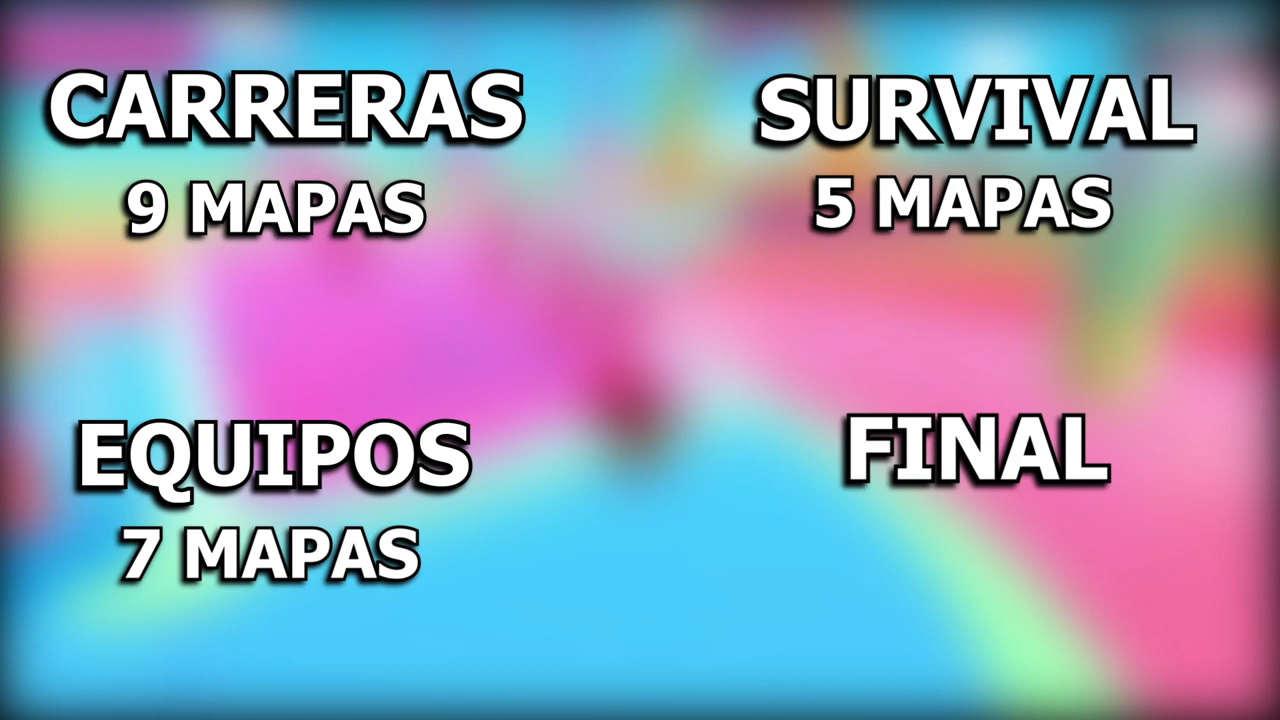 CARRERAS
9 MAPAS
SURVIVAL
5 MAPAS
EQUIPOS
7 MAPAS
FINAL